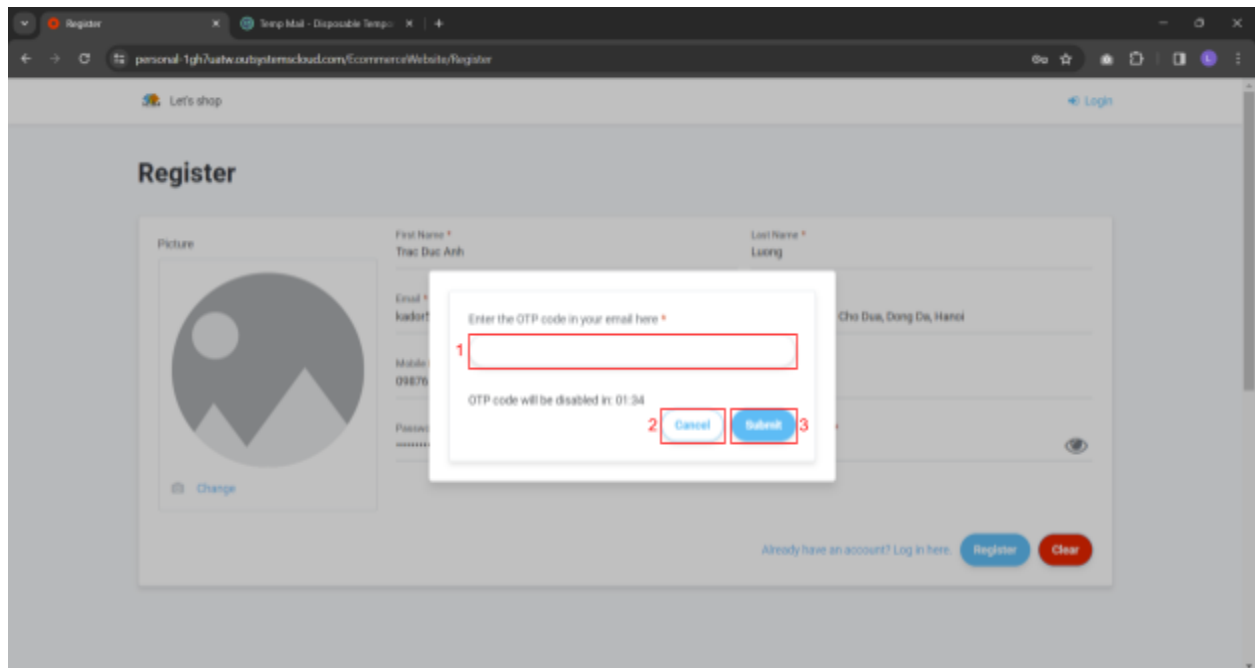 Register
Temp Mail - Disposable Tempo
personal-1gh7uatw.outsystemscloud.com/EcommerceWebsite/Register
Let's shop
Login
Register
Picture
First Name *
Trac Duc Anh
Last Name *
Luong
Email *
Cho Dua, Dong Da, Hanoi
Enter the OTP code in your email here *
1
Mobile
09876
OTP code will be disabled in: 01:34
2 Cancel Submit 3
Change
Already have an account? Log in here. Register Clear